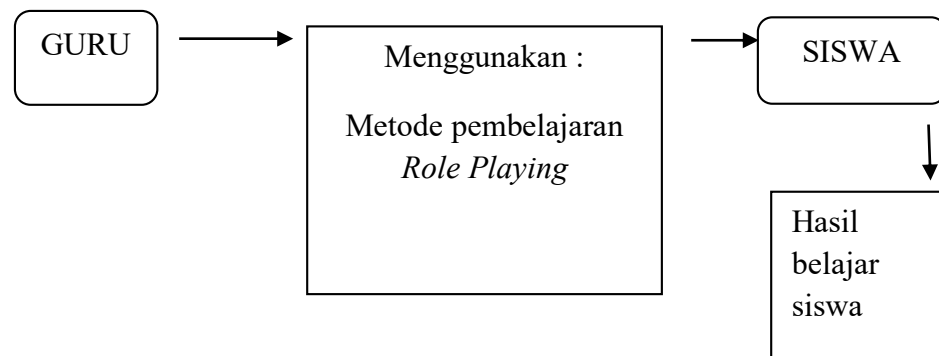 GURU
Menggunakan :
Metode pembelajaran
Role Playing
SISWA
Hasil
belajar
siswa